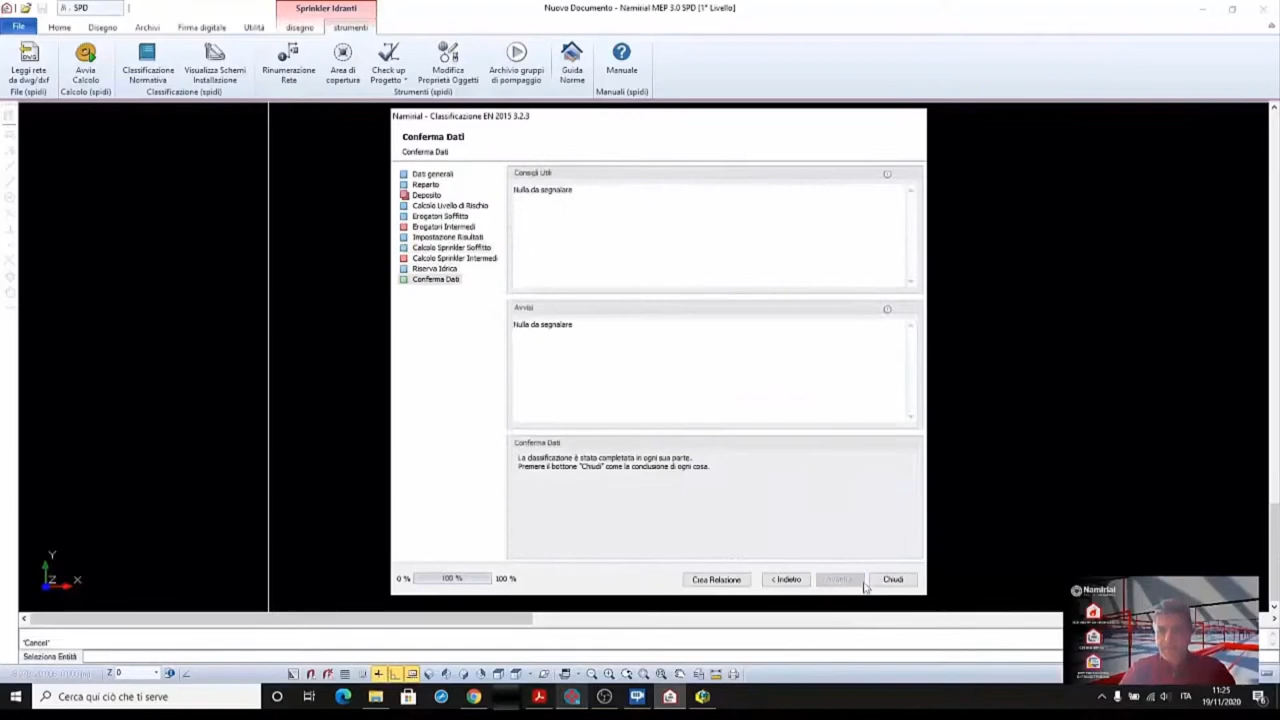 SPD
Sprinkler Idranti
Nuovo Documento - Namirial MEP 3.0 SPD [1° Livello]
File
Home
Disegno
Archivi
Firma digitale
Utilità
disegno
strumenti
Leggi rete
da dwg/dxf
Avvia
Calcolo
Classificazione
Normativa
Visualizza Schemi
Installazione
Rinumerazione
Rete
Area di
copertura
Check up
Progetto
Modifica
Proprietà Oggetti
Archivio gruppi
di pompaggio
Guida
Norme
Manuale
File (spidi)
Calcolo (spidi)
Classificazione (spidi)
Strumenti (spidi)
Manuali (spidi)
Namirial - Classificazione EN 2015 3.2.3
Conferma Dati
Conferma Dati
Dati generali
Reparto
Deposito
Calcolo Livello di Rischio
Erogatori Soffitto
Erogatori Intermedi
Impostazione Risultati
Calcolo Sprinkler Soffitto
Calcolo Sprinkler Intermedi
Riserva Idrica
Conferma Dati
Consigli Utili
Nulla da segnalare
Avvisi
Nulla da segnalare
Conferma Dati
La classificazione è stata completata in ogni sua parte.
Premere il bottone "Chiudi" come la conclusione di ogni cosa.
0 %
100 %
100 %
Crea Relazione
< Indietro
Chiudi
Y
Z
X
Namirial
'Cancel'
Seleziona Entità
Z 0
Cerca qui ciò che ti serve
ITA
11:25
19/11/2020
6